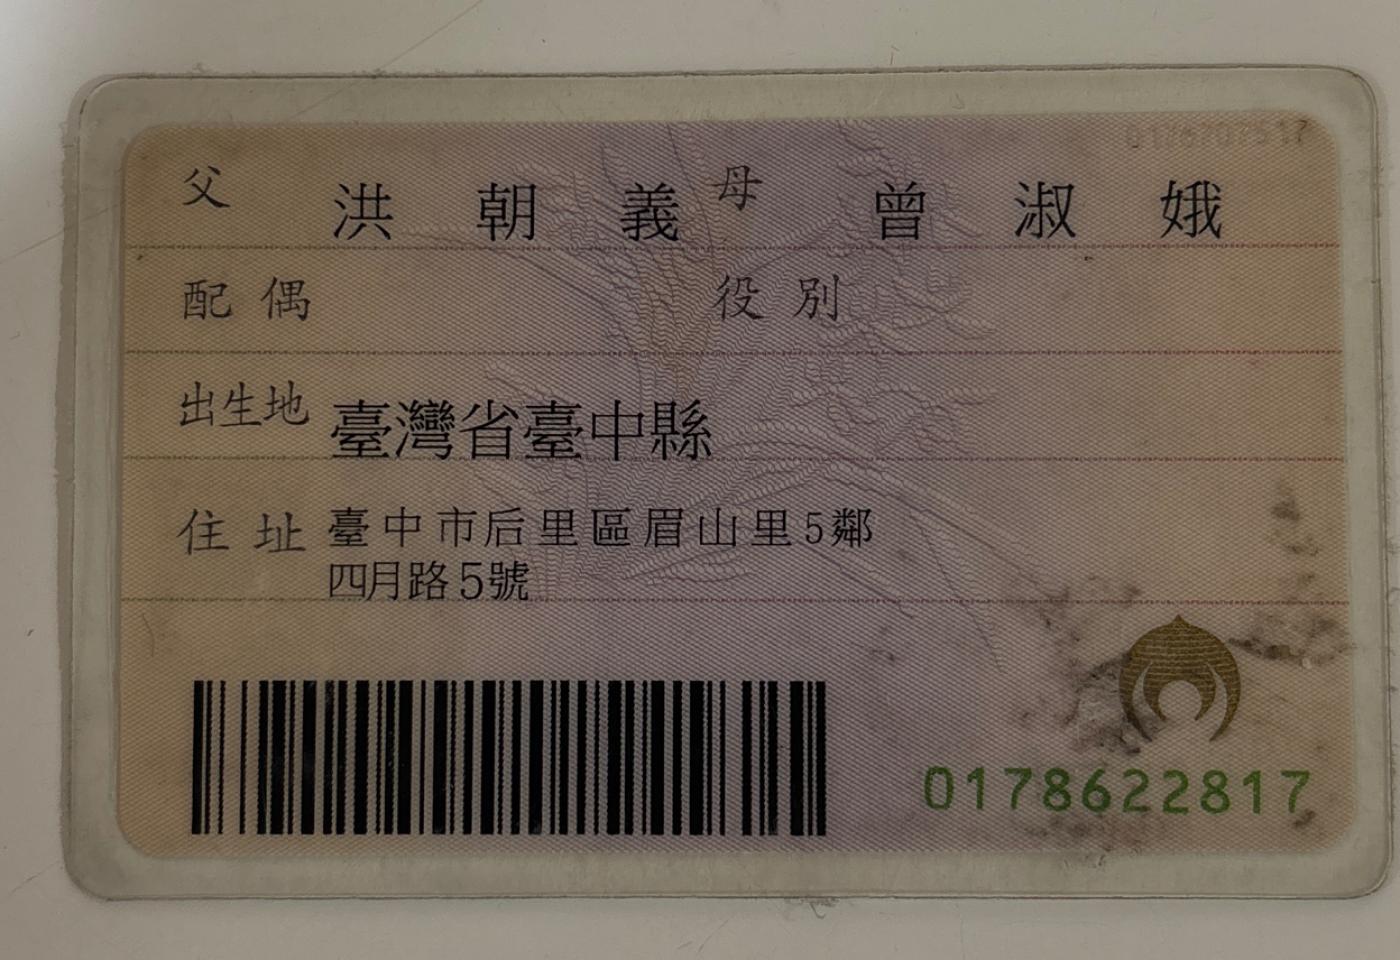 父 洪朝義 母 曾淑娥
配偶 役別
出生地 臺灣省臺中縣
住址 臺中市后里區眉山里5鄰
四月路5號
0178622817